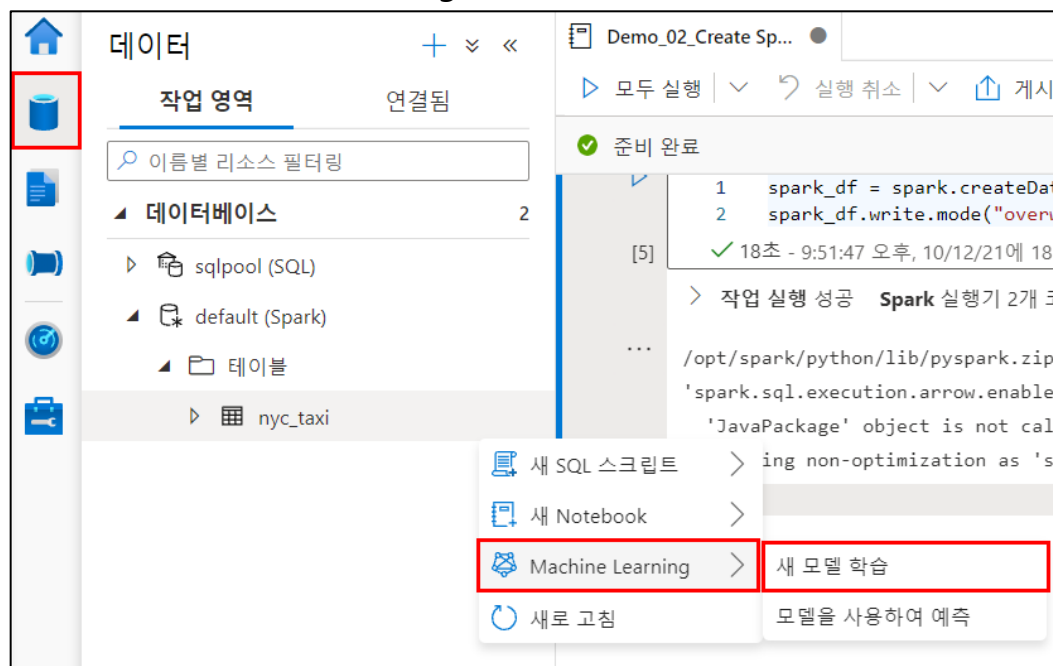 데이터
작업 영역 연결됨
이름별 리소스 필터링
데이터베이스 2
sqlpool (SQL)
default (Spark)
테이블
nyc_taxi
Demo_02_Create Sp...
모두 실행 실행 취소 게시
준비 완료
1 spark_df = spark.createDat
2 spark_df.write.mode("overw
[5] 18초 - 9:51:47 오후, 10/12/21에 18
작업 실행 성공 Spark 실행기 2개
...
/opt/spark/python/lib/pyspark.zip
'spark.sql.execution.arrow.enable
'JavaPackage' object is not cal
ing non-optimization as 's
새 SQL 스크립트
새 Notebook
Machine Learning
새로 고침
새 모델 학습
모델을 사용하여 예측